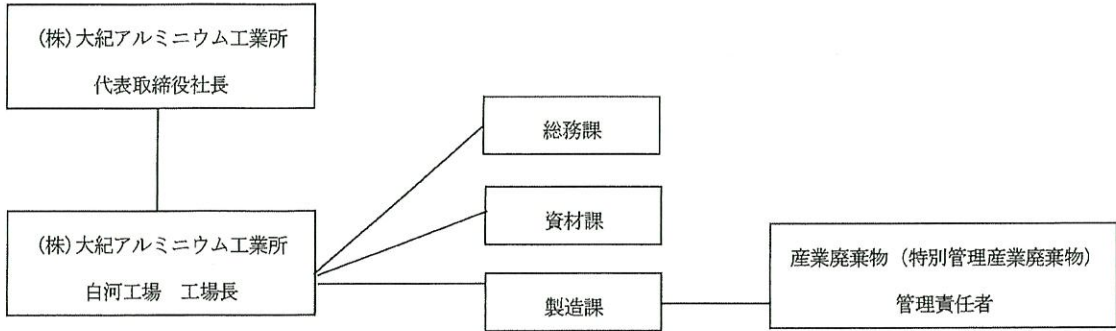 (株)大紀アルミニウム工業所
代表取締役社長
(株)大紀アルミニウム工業所
白河工場　工場長
総務課
資材課
製造課
産業廃棄物（特別管理産業廃棄物）
管理責任者